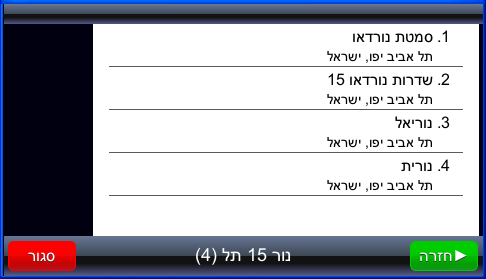 1. סמטת נורדאו
תל אביב יפו, ישראל
2. שדרות נורדאו 15
תל אביב יפו, ישראל
3. נוריאל
תל אביב יפו, ישראל
4. נורית
תל אביב יפו, ישראל
חזרה
נור 15 תל (4)
סגור